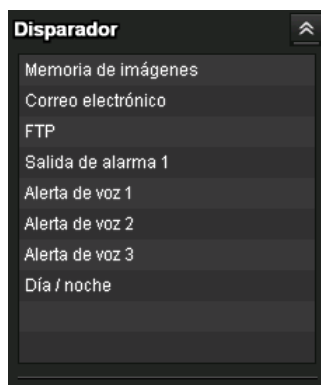 Disparador
Memoria de imágenes
Correo electrónico
FTP
Salida de alarma 1
Alerta de voz 1
Alerta de voz 2
Alerta de voz 3
Día / noche